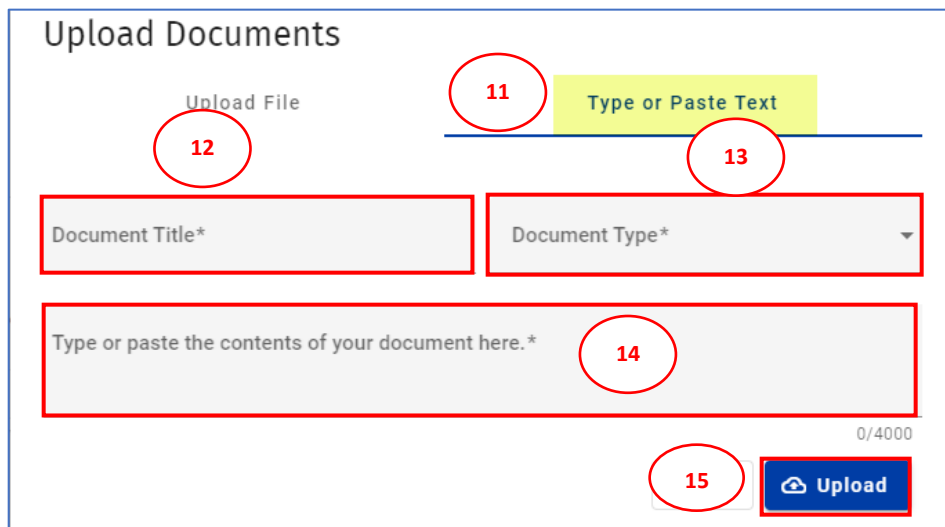 Upload Documents
Upload File 11 Type or Paste Text
12 13
Document Title* Document Type*
Type or paste the contents of your document here.* 14
0/4000
15 Upload